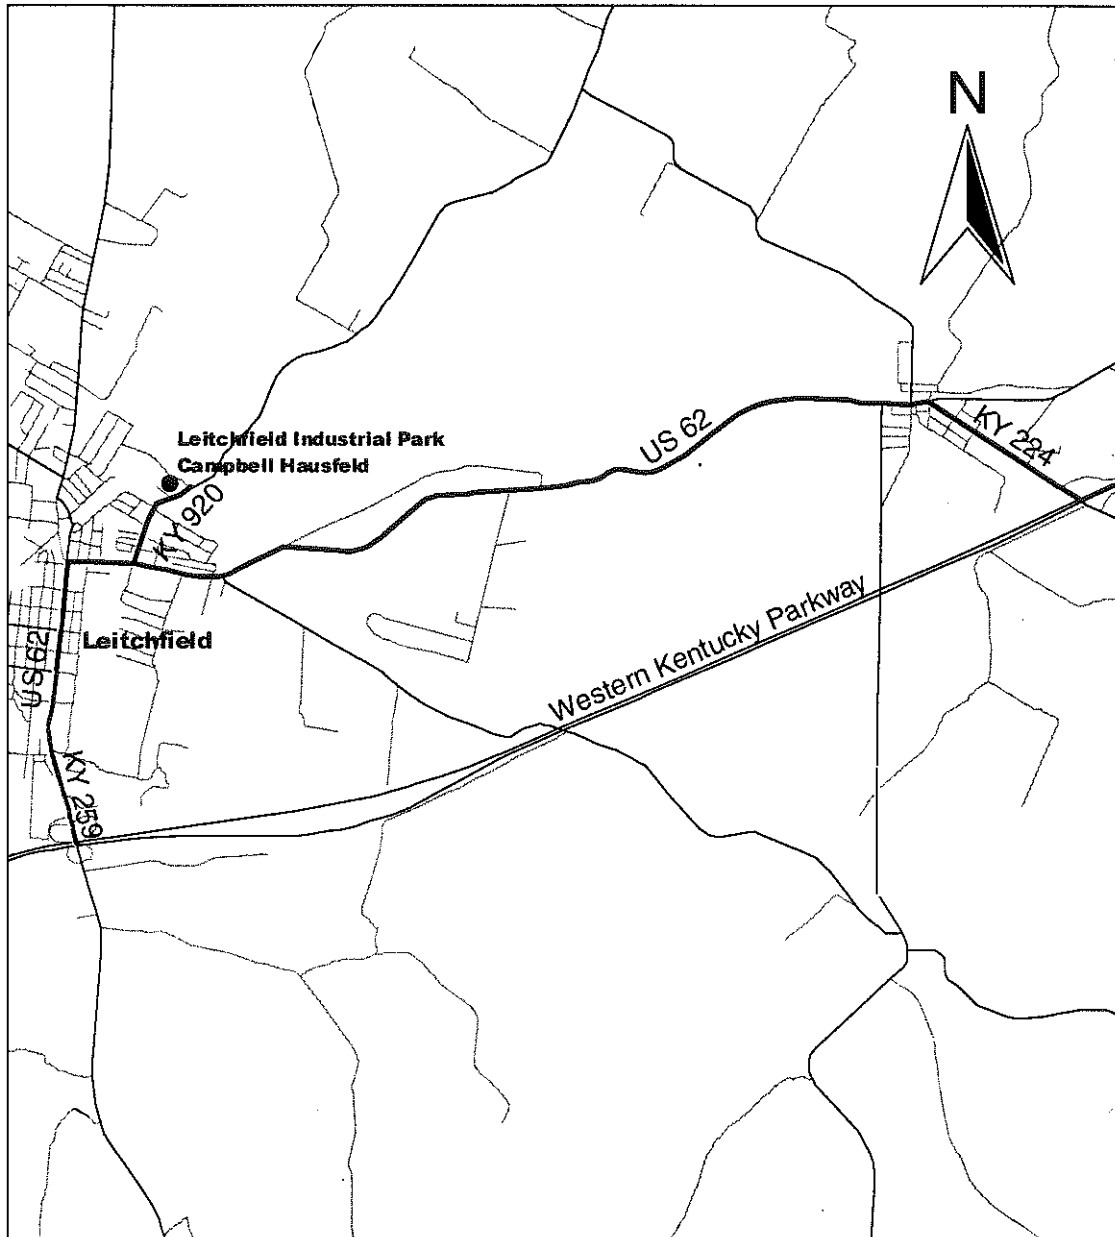 N
Leitchfield Industrial Park
Campbell Hausfeld
US 62
KY 224
KY 920
Western Kentucky Parkway
Leitchfield
US 62
KY 259